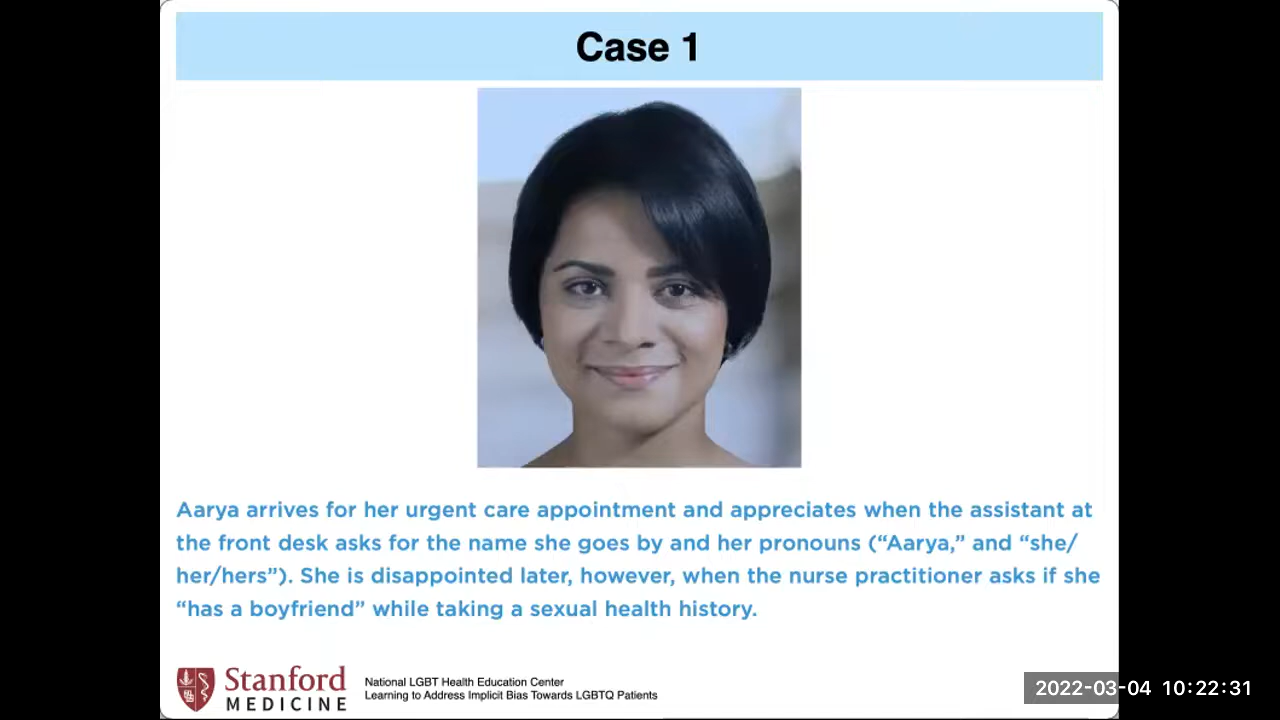 Case 1
Aarya arrives for her urgent care appointment and appreciates when the assistant at
the front desk asks for the name she goes by and her pronouns (“Aarya,” and “she/
her/hers”). She is disappointed later, however, when the nurse practitioner asks if she
“has a boyfriend” while taking a sexual health history.
Stanford
MEDICINE
National LGBT Health Education Center
Learning to Address Implicit Bias Towards LGBTQ Patients
2022-03-04 10:22:31